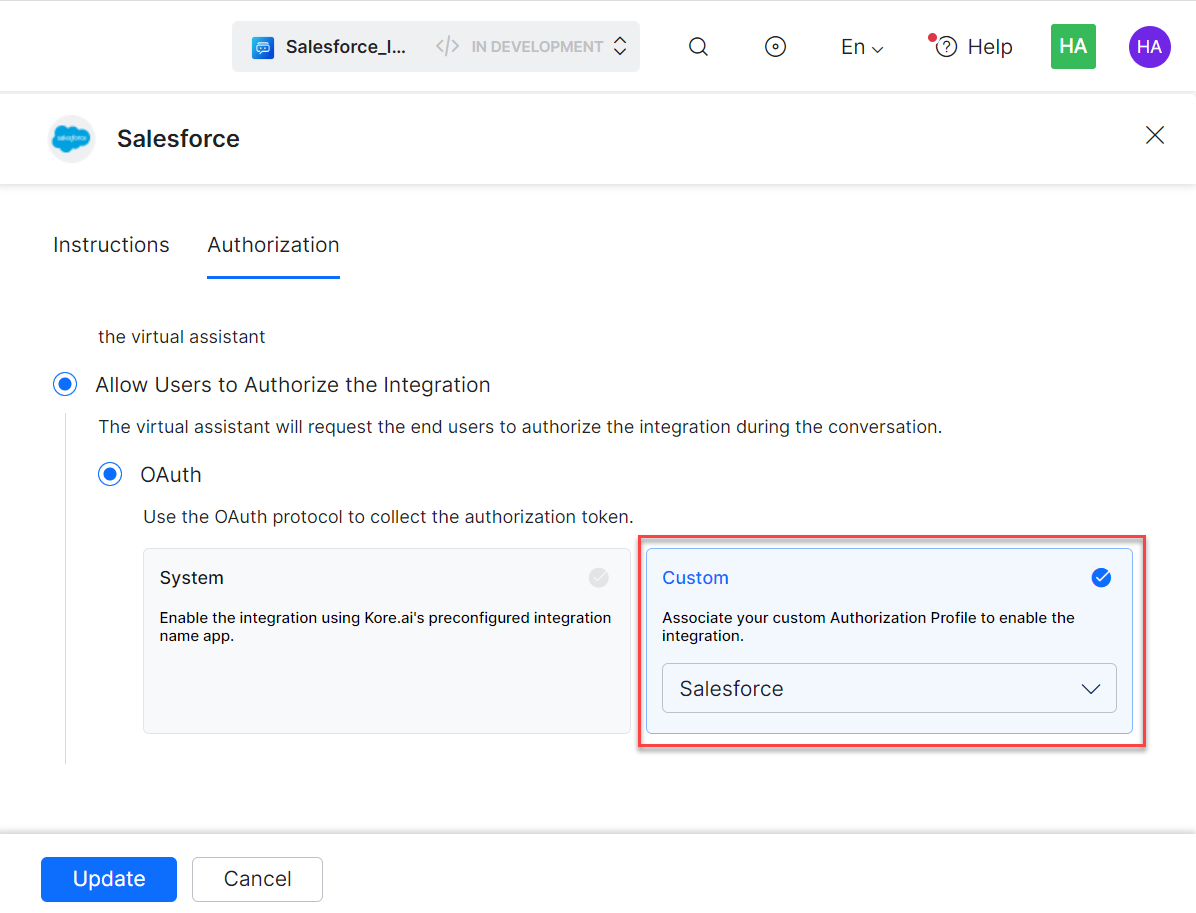 Salesforce_I... </> IN DEVELOPMENT En Help HA HA
salesforce
Salesforce
Instructions Authorization
the virtual assistant
Allow Users to Authorize the Integration
The virtual assistant will request the end users to authorize the integration during the conversation.
OAuth
Use the OAuth protocol to collect the authorization token.
System
Enable the integration using Kore.ai's preconfigured integration
name app.
Custom
Associate your custom Authorization Profile to enable the
integration.
Salesforce
Update Cancel